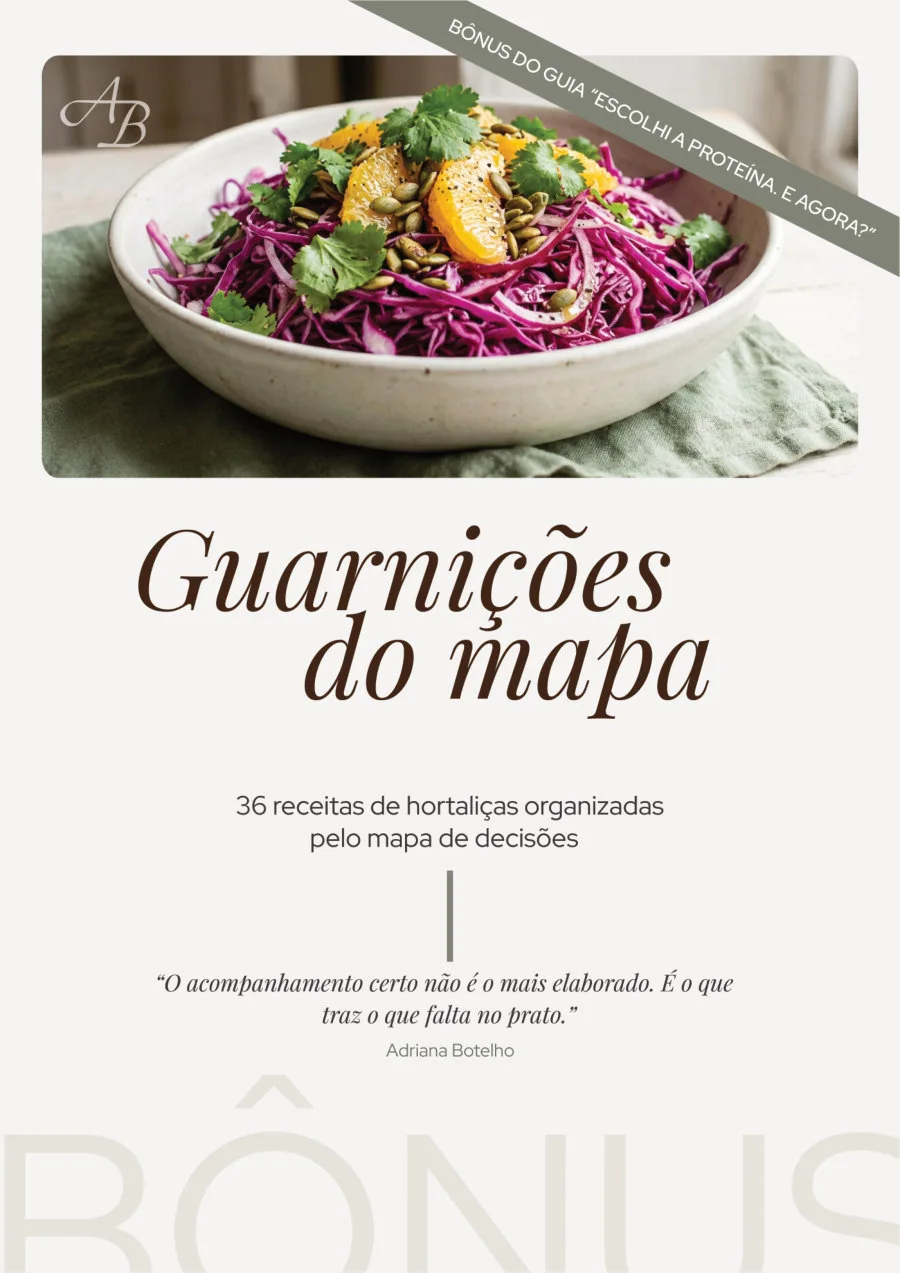 BÔNUS DO GUIA “ESCOLHI A PROTEÍNA. E AGORA?”
AB
Guarnições
do mapa
36 receitas de hortaliças organizadas
pelo mapa de decisões
“O acompanhamento certo não é o mais elaborado. É o que
traz o que falta no prato.”
Adriana Botelho
BÔNUS